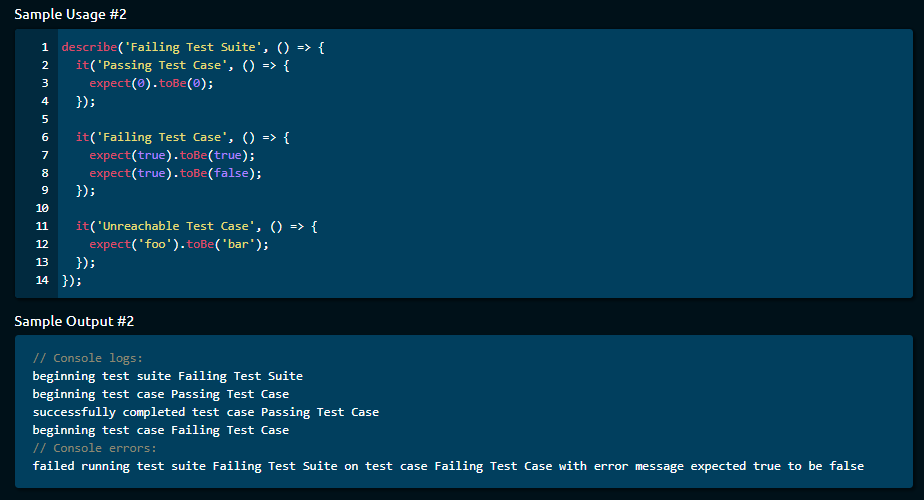 Sample Usage #2
1 describe('Failing Test Suite', () => {
2   it('Passing Test Case', () => {
3     expect(0).toBe(0);
4   });
5
6   it('Failing Test Case', () => {
7     expect(true).toBe(true);
8     expect(true).toBe(false);
9   });
10
11   it('Unreachable Test Case', () => {
12     expect('foo').toBe('bar');
13   });
14 });
Sample Output #2
// Console logs:
beginning test suite Failing Test Suite
beginning test case Passing Test Case
successfully completed test case Passing Test Case
beginning test case Failing Test Case
// Console errors:
failed running test suite Failing Test Suite on test case Failing Test Case with error message expected true to be false